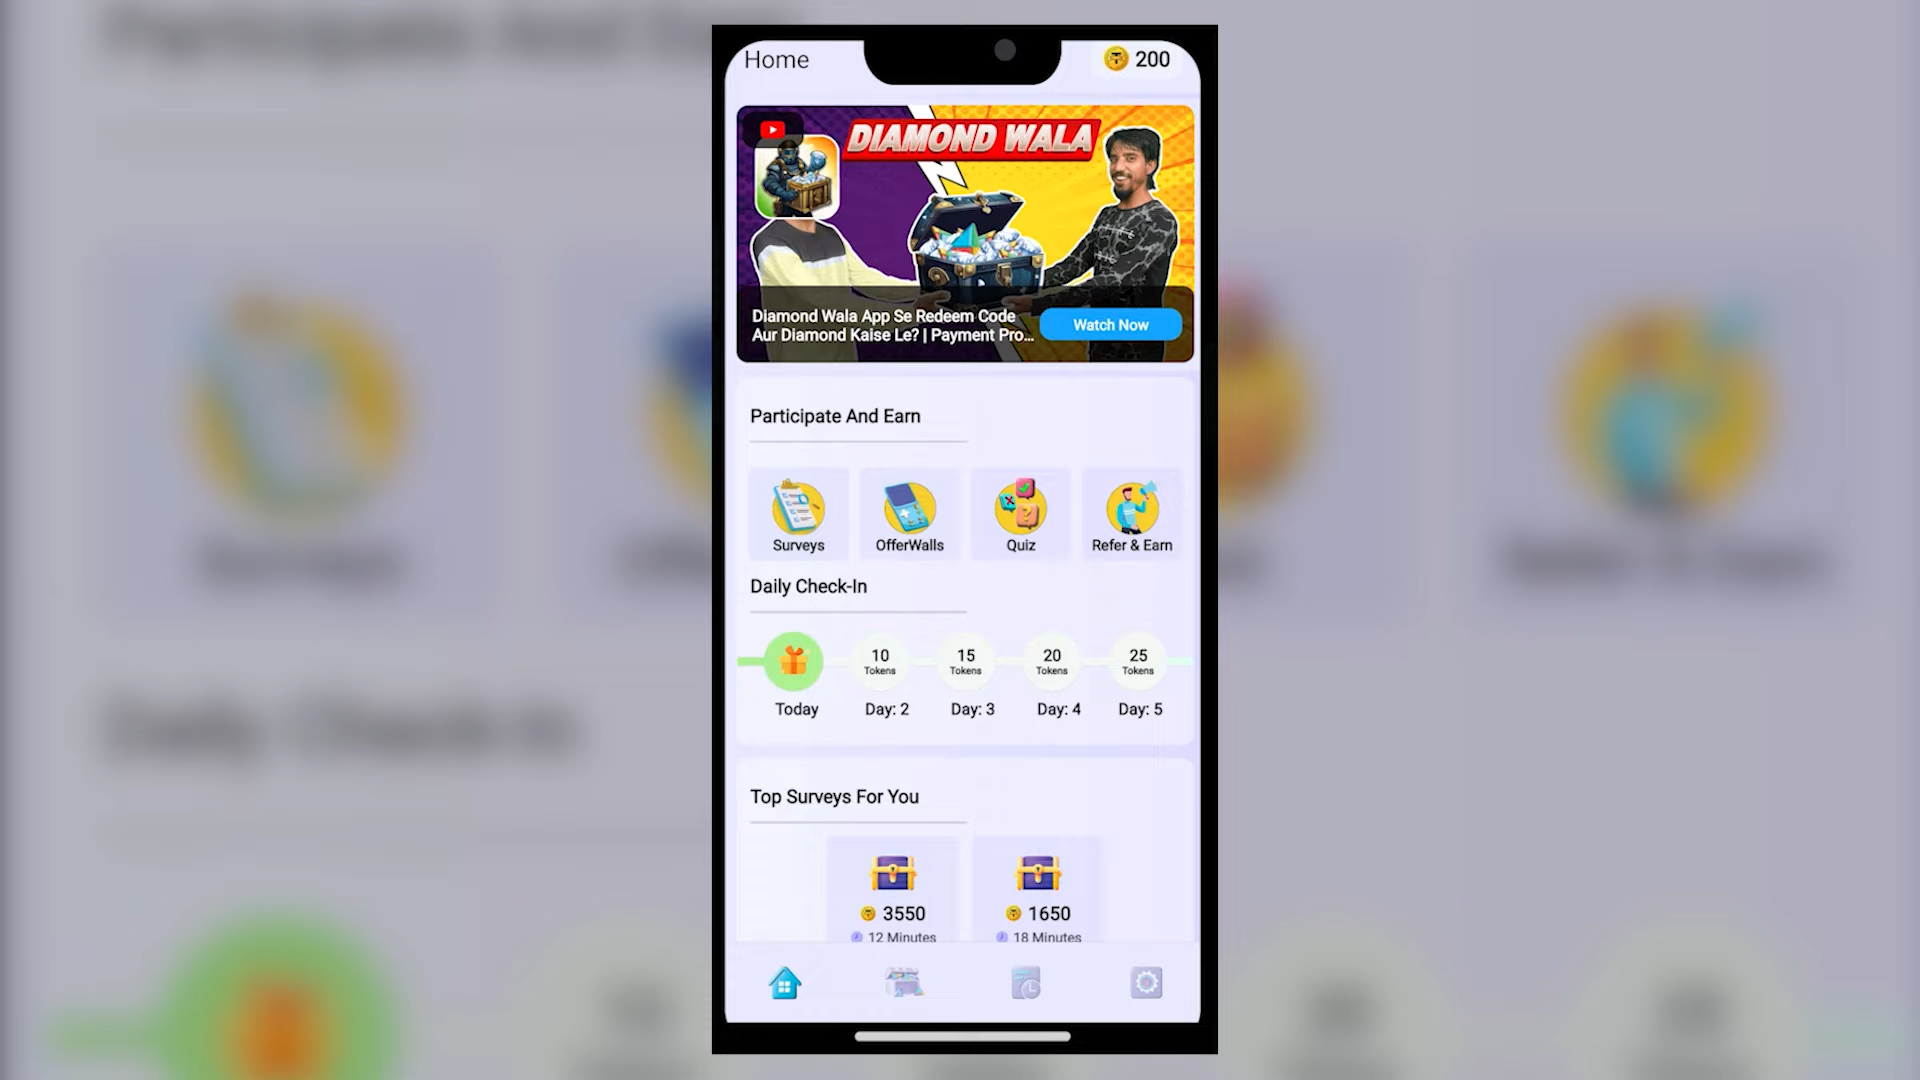 Home
200
DIAMOND WALA
Diamond Wala App Se Redeem Code
Aur Diamond Kaise Le? | Payment Pro...
Watch Now
Participate And Earn
Surveys
OfferWalls
Quiz
Refer & Earn
Daily Check-In
10
Tokens
15
Tokens
20
Tokens
25
Tokens
Today
Day: 2
Day: 3
Day: 4
Day: 5
Top Surveys For You
3550
1650
12 Minutes
18 Minutes